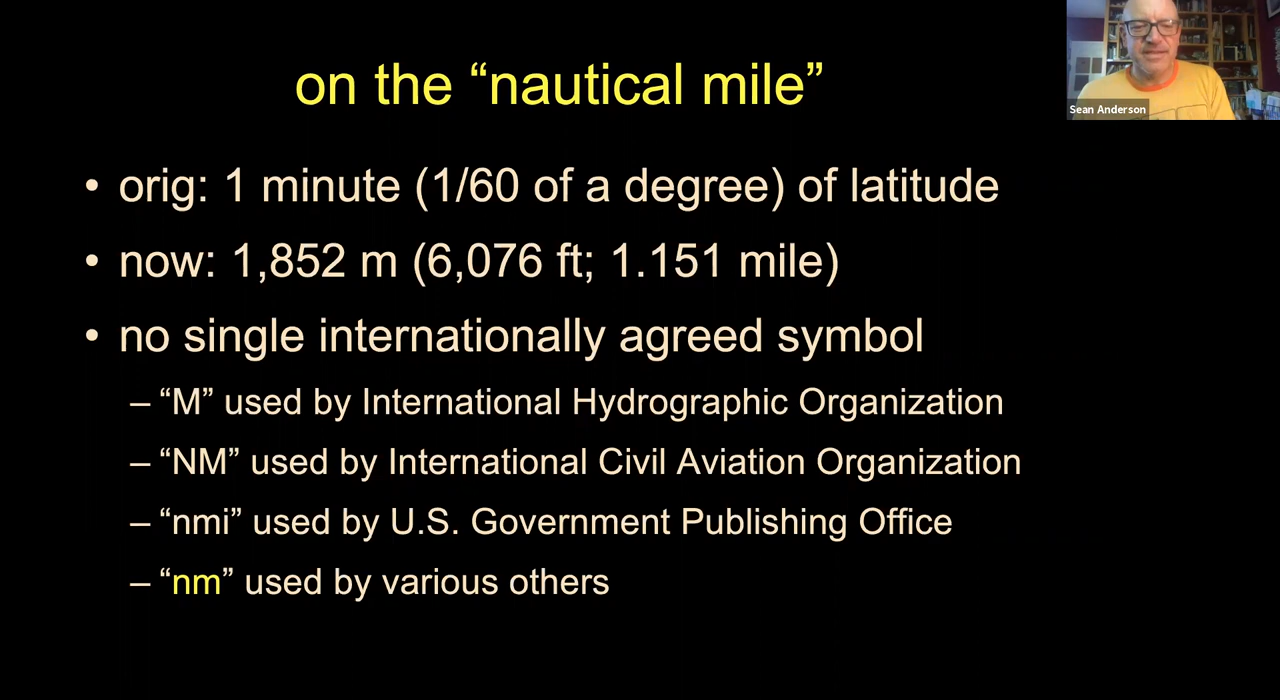 on the “nautical mile”
Sean Anderson
• orig: 1 minute (1/60 of a degree) of latitude
• now: 1,852 m (6,076 ft; 1.151 mile)
• no single internationally agreed symbol
– “M” used by International Hydrographic Organization
– “NM” used by International Civil Aviation Organization
– “nmi” used by U.S. Government Publishing Office
– “nm” used by various others